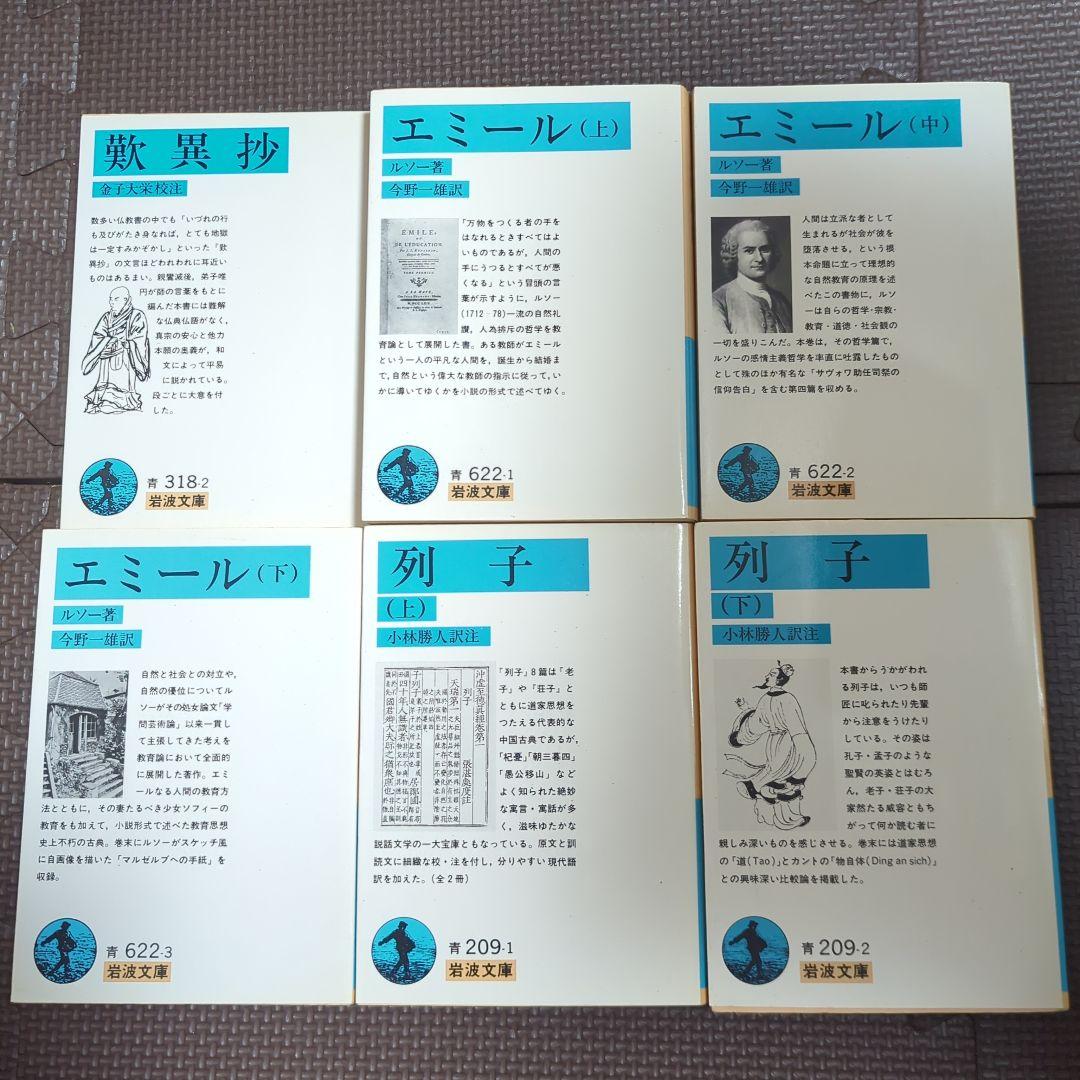 歎異抄
金子大栄校注
数多い仏教書の中でも「いづれの行
も及びがたき身なれば，とても地獄
は一定すみかぞかし」といった「歎
異抄」の文言ほどわれわれに耳近い
ものはあるまい。親鸞滅後，弟子唯
円が師の言葉をもとに
編んだ本書には難解
な仏典仏語がなく，
真宗の安心と他力
本願の奥義が，和
文によって平易
に説かれている。
段ごとに大意を付
した。
青 318-2
岩波文庫
エミール(上)
ルソー著
今野一雄訳
ÉMILE,
OU
DE L'ÉDUCATION.
「万物をつくる者の手を
はなれるときすべてはよ
いものであるが，人間の
手にうつるとすべてが悪
くなる」という冒頭の言
葉が示すように，ルソー
(1712-78)一流の自然礼
讃，人為排斥の哲学を教
育論として展開した書。ある教師がエミール
という一人の平凡な人間を，誕生から結婚ま
で，自然という偉大な教師の指示に従って，い
かに導いてゆくかを小説の形式で述べてゆく。
青 622-1
岩波文庫
エミール(中)
ルソー著
今野一雄訳
人間は立派な者として
生まれるが社会が彼を
堕落させる，という根
本命題に立って理想的
な自然教育の原理を述
べたこの書物に，ルソ
ーは自らの哲学・宗教・
教育・道徳・社会観の
一切を盛りこんだ。本巻は，その哲学篇で，
ルソーの感情主義哲学を率直に吐露したもの
として殊のほか有名な「サヴォワ助任司祭の
信仰告白」を含む第四篇を収める。
青 622-2
岩波文庫
エミール(下)
ルソー著
今野一雄訳
自然と社会との対立や，
自然の優位についてル
ソーがその処女論文「学
問芸術論」以来一貫し
て主張してきた考えを
教育論において全面的
に展開した著作。エミ
ールなる人間の教育方
法とともに，その妻たるべき少女ソフィーの
教育をも加えて，小説形式で述べた教育思想
史上不朽の古典。巻末にルソーがスケッチ風
に自画像を描いた「マルゼルブへの手紙」を
収録。
青 622-3
岩波文庫
列子
(上)
小林勝人訳注
沖虚至徳真經卷第一
列子
張湛處度註
天瑞第一
「列子」8篇は「老
子」や「荘子」と
ともに道家思想を
つたえる代表的な
中国古典であるが，
「杞憂」「朝三暮四」
「愚公移山」など
よく知られた絶妙
な寓言・寓話が多
く，滋味ゆたかな
説話文学の一大宝庫ともなっている。原文と訓
読文に細織な校・注を付し，分りやすい現代語
訳を加えた。(全2冊)
青 209-1
岩波文庫
列子
(下)
小林勝人訳注
本書からうかがわれ
る列子は，いつも師
匠に叱られたり先輩
から注意をうけたり
している。その姿は
孔子・孟子のような
聖賢の英姿とはむろ
ん，老子・荘子の大
家然たる威容ともち
がって何か読む者に
親しみ深いものを感じさせる。巻末には道家思想
の「道(Tao)」とカントの「物自体(Ding an sich)」
との興味深い比較論を掲載した。
青 209-2
岩波文庫